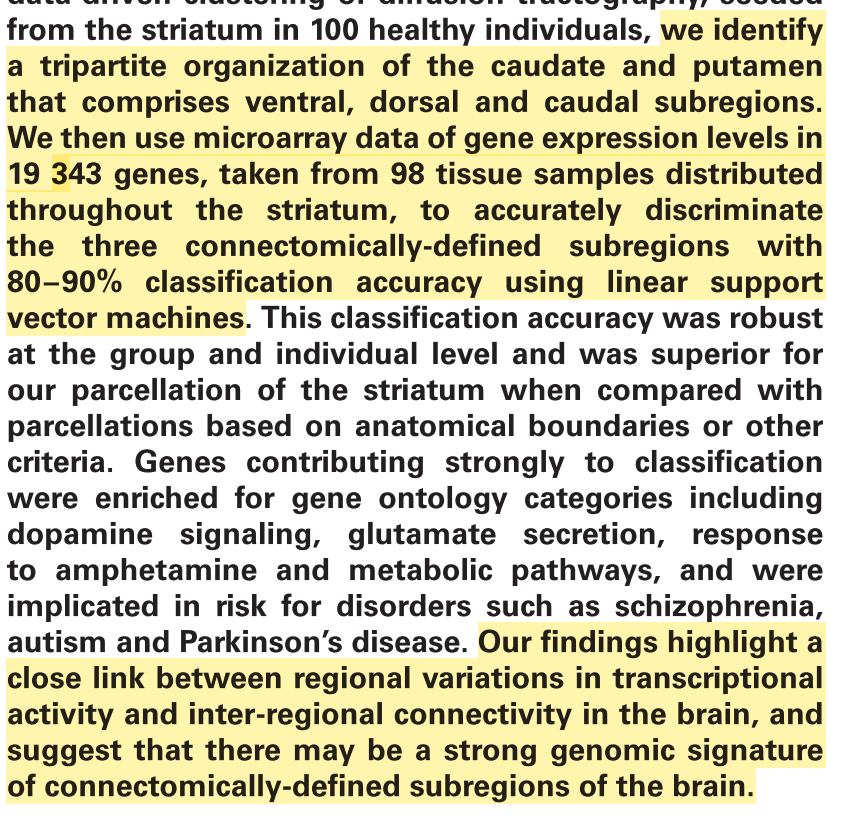 from the striatum in 100 healthy individuals, we identify
a tripartite organization of the caudate and putamen
that comprises ventral, dorsal and caudal subregions.
We then use microarray data of gene expression levels in
19 343 genes, taken from 98 tissue samples distributed
throughout the striatum, to accurately discriminate
the three connectomically-defined subregions with
80–90% classification accuracy using linear support
vector machines. This classification accuracy was robust
at the group and individual level and was superior for
our parcellation of the striatum when compared with
parcellations based on anatomical boundaries or other
criteria. Genes contributing strongly to classification
were enriched for gene ontology categories including
dopamine signaling, glutamate secretion, response
to amphetamine and metabolic pathways, and were
implicated in risk for disorders such as schizophrenia,
autism and Parkinson's disease. Our findings highlight a
close link between regional variations in transcriptional
activity and inter-regional connectivity in the brain, and
suggest that there may be a strong genomic signature
of connectomically-defined subregions of the brain.